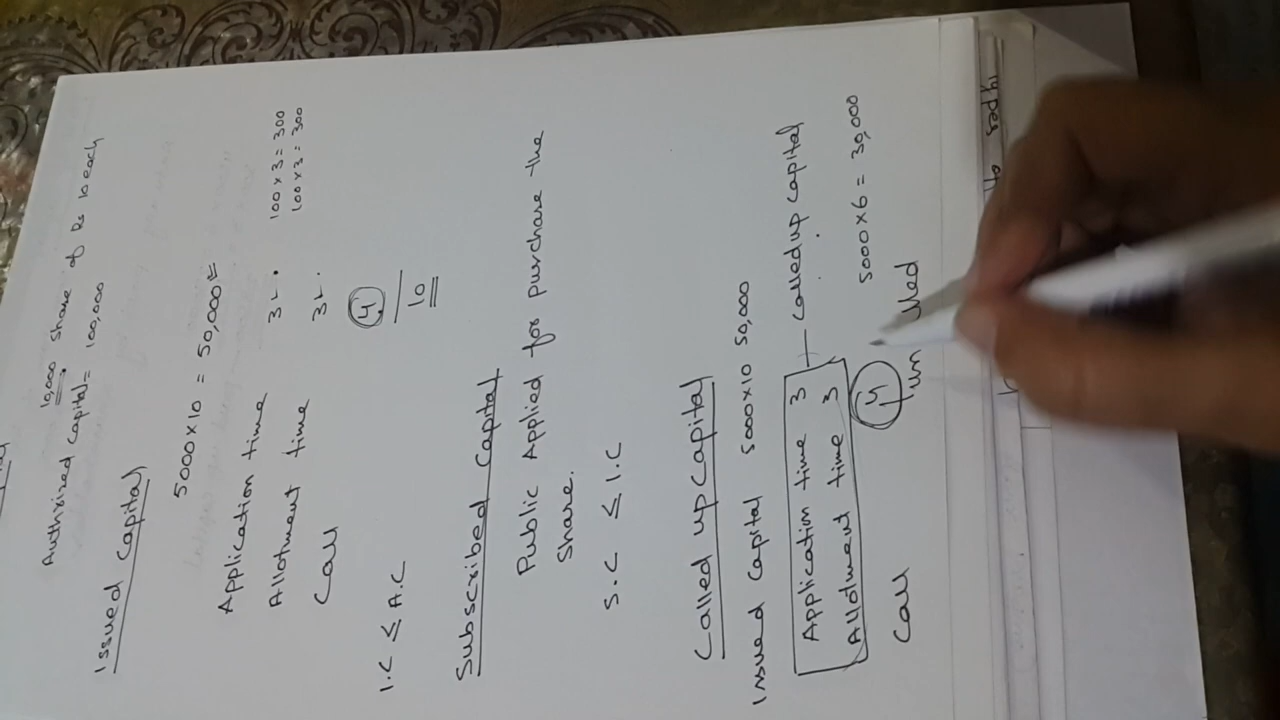 10,000 share of Rs 10 each
Authrized Capital = 100,000
Issued Capital
5000 x 10 = 50,000
Application time 3 100 x 3 = 300
Allotment time 3 100 x 3 = 300
Call 4
10
I.C ≤ A.C
Subscribed Capital
Public Applied for purchase the
Share.
S.C ≤ I.C
Called up Capital
Issued Capital 5000 x 10 50,000
Application time 3 — called up capital
Allotment time 3
5000 x 6 = 30,000
Call 4